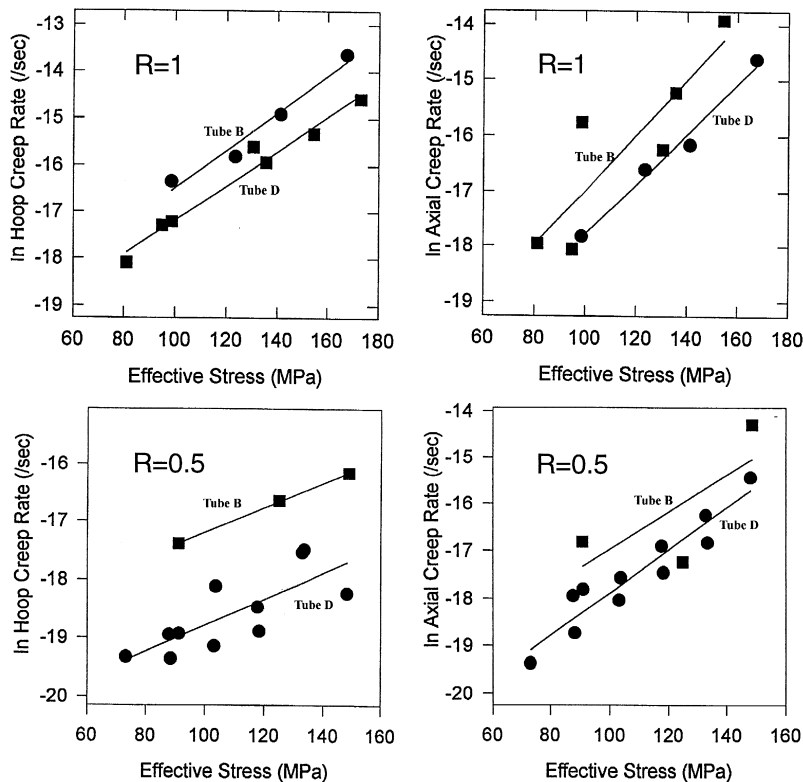 -13
-14
-15
-16
-17
-18
-19
ln Hoop Creep Rate (/sec)
R=1
Tube B
Tube D
60 80 100 120 140 160 180
Effective Stress (MPa)
-14
-15
-16
-17
-18
-19
ln Axial Creep Rate (/sec)
R=1
Tube B
Tube D
60 80 100 120 140 160 180
Effective Stress (MPa)
-16
-17
-18
-19
-20
ln Hoop Creep Rate (/sec)
R=0.5
Tube B
Tube D
60 80 100 120 140 160
Effective Stress (MPa)
-14
-15
-16
-17
-18
-19
-20
ln Axial Creep Rate (/sec)
R=0.5
Tube B
Tube D
60 80 100 120 140 160
Effective Stress (MPa)